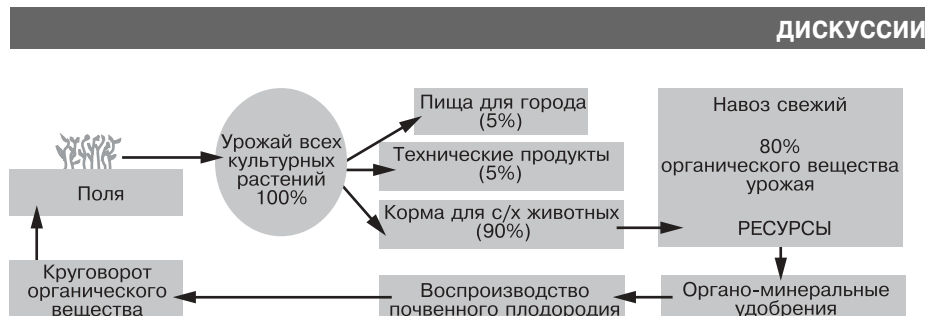 ДИСКУССИИ
Поля
Урожай всех
культурных
растений
100%
Пища для города
(5%)
Технические продукты
(5%)
Корма для с/х животных
(90%)
Навоз свежий
80%
органического вещества
урожая
РЕСУРСЫ
Органо-минеральные
удобрения
Воспроизводство
почвенного плодородия
Круговорот
органического
вещества